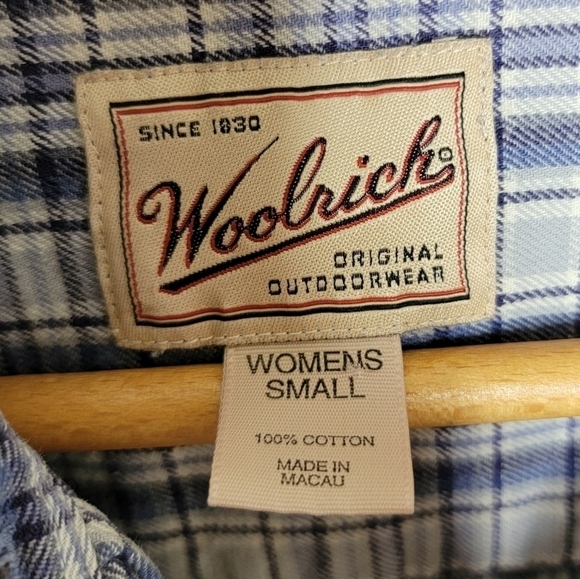 SINCE 1830
Woolrich®
ORIGINAL
OUTDOORWEAR
WOMENS
SMALL
100% COTTON
MADE IN
MACAU